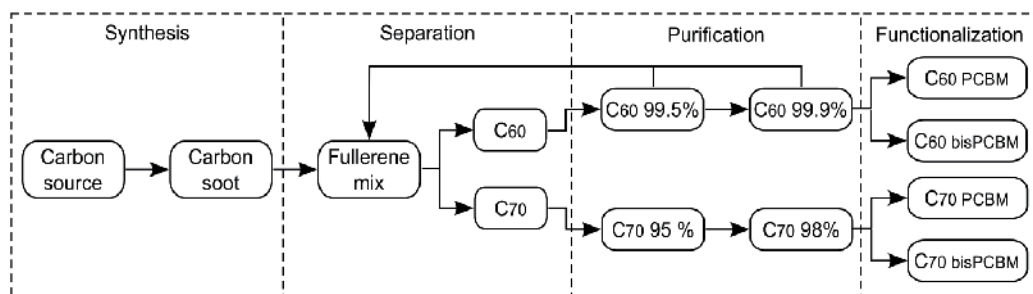 Synthesis
Separation
Purification
Functionalization
Carbon
source
Carbon
soot
Fullerene
mix
C60
C70
C60 99.5%
C60 99.9%
C70 95 %
C70 98%
C60 PCBM
C60 bisPCBM
C70 PCBM
C70 bisPCBM